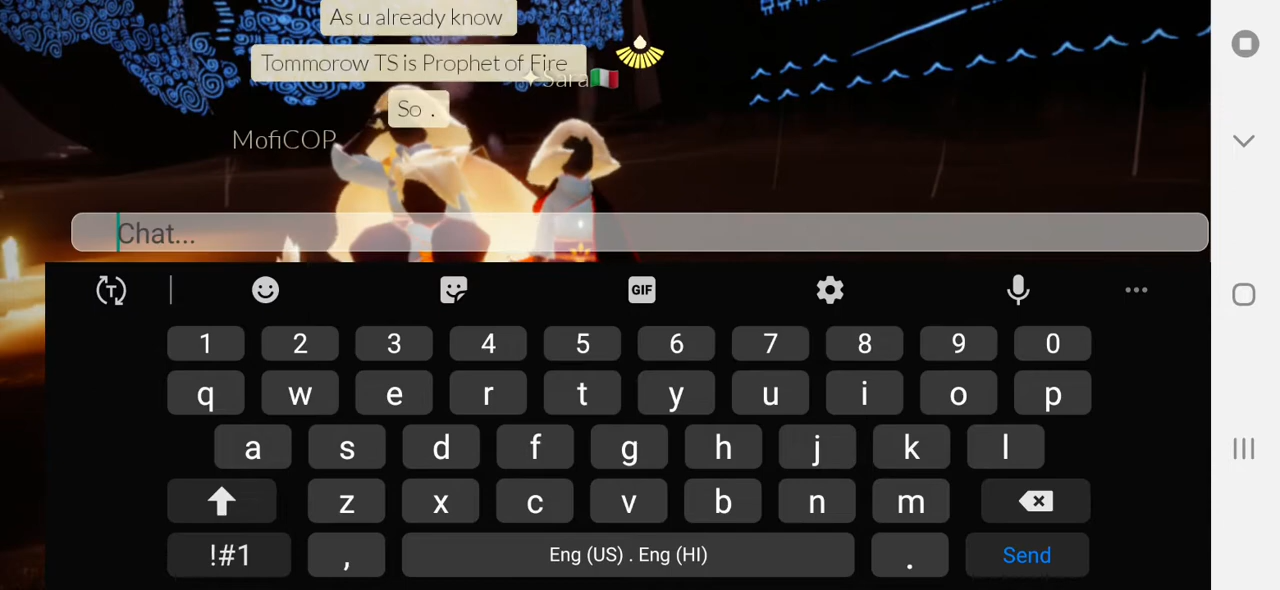 As u already know
Tommorow TS is Prophet of Fire
Sara🇮🇹
So .
MofiCOP
Chat...
GIF
1 2 3 4 5 6 7 8 9 0
q w e r t y u i o p
a s d f g h j k l
z x c v b n m
!#1 , Eng (US) . Eng (HI) . Send